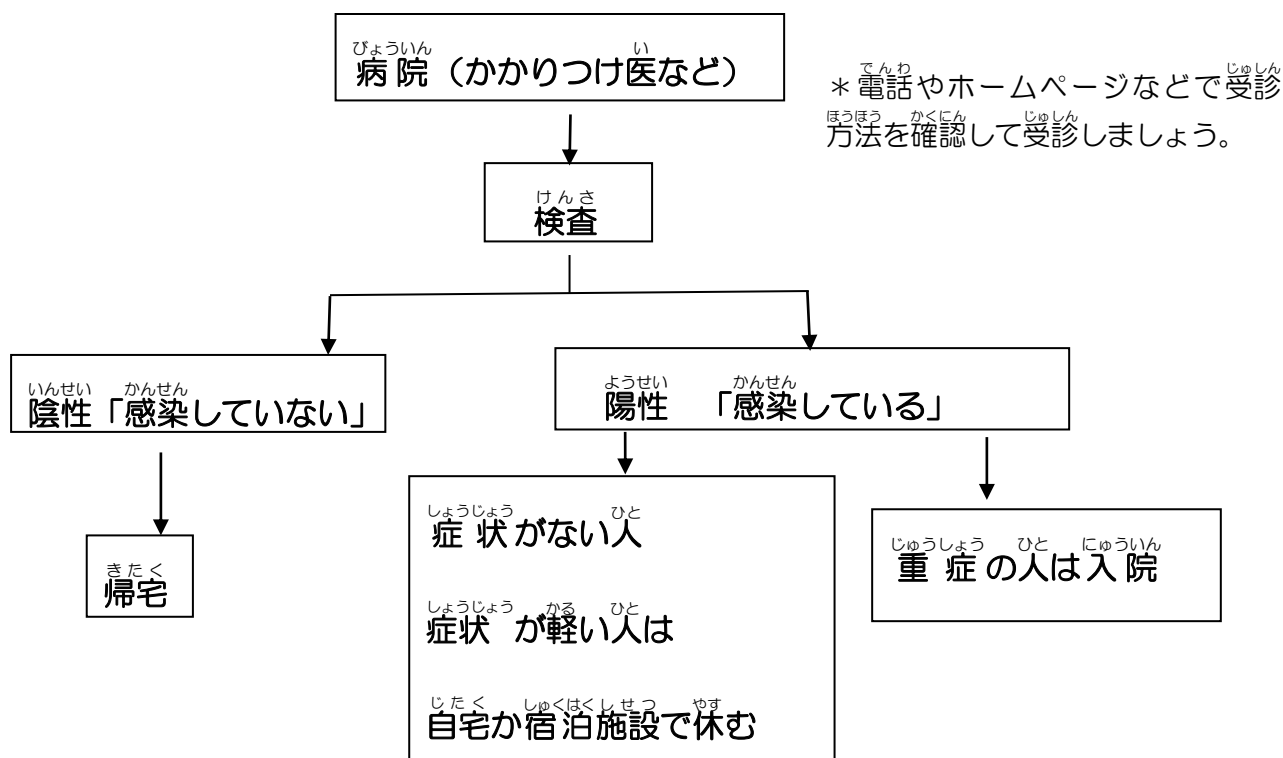 病院（かかりつけ医など）
＊電話やホームページなどで受診
方法を確認して受診しましょう。
検査
陰性「感染していない」
陽性　「感染している」
帰宅
症状がない人
症状が軽い人は
自宅か宿泊施設で休む
重症の人は入院